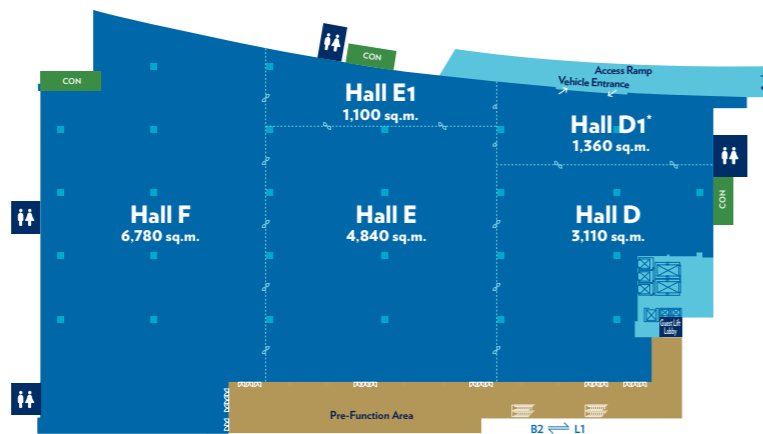 CON
CON
Access Ramp
Vehicle Entrance
Hall E1
1,100 sq.m.
Hall D1*
1,360 sq.m.
CON
Hall F
6,780 sq.m.
Hall E
4,840 sq.m.
Hall D
3,110 sq.m.
Guest Lift
Lobby
Pre-Function Area
B2 L1